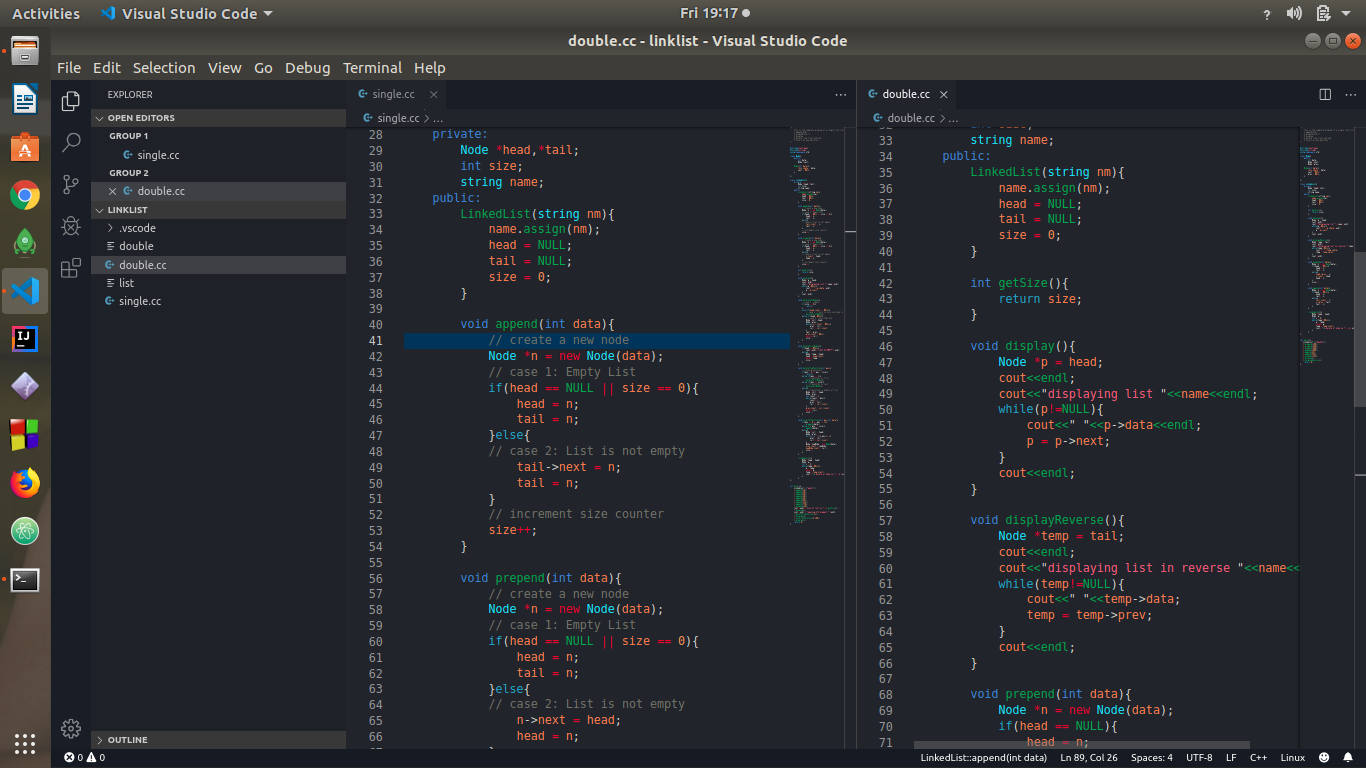 Activities Visual Studio Code Fri 19:17
double.cc - linklist - Visual Studio Code
File Edit Selection View Go Debug Terminal Help
EXPLORER
OPEN EDITORS
GROUP 1
single.cc
GROUP 2
double.cc
LINKLIST
.vscode
double
double.cc
list
single.cc
OUTLINE
single.cc
single.cc > ...
28 private:
29 Node *head,*tail;
30 int size;
31 string name;
32 public:
33 LinkedList(string nm){
34 name.assign(nm);
35 head = NULL;
36 tail = NULL;
37 size = 0;
38 }
39
40 void append(int data){
41 // create a new node
42 Node *n = new Node(data);
43 // case 1: Empty List
44 if(head == NULL || size == 0){
45 head = n;
46 tail = n;
47 }else{
48 // case 2: List is not empty
49 tail->next = n;
50 tail = n;
51 }
52 // increment size counter
53 size++;
54 }
55
56 void prepend(int data){
57 // create a new node
58 Node *n = new Node(data);
59 // case 1: Empty List
60 if(head == NULL || size == 0){
61 head = n;
62 tail = n;
63 }else{
64 // case 2: List is not empty
65 n->next = head;
66 head = n;
double.cc
double.cc > ...
33 string name;
34 public:
35 LinkedList(string nm){
36 name.assign(nm);
37 head = NULL;
38 tail = NULL;
39 size = 0;
40 }
41
42 int getSize(){
43 return size;
44 }
45
46 void display(){
47 Node *p = head;
48 cout<<endl;
49 cout<<"displaying list "<<name<<endl;
50 while(p!=NULL){
51 cout<<" "<<p->data<<endl;
52 p = p->next;
53 }
54 cout<<endl;
55 }
56
57 void displayReverse(){
58 Node *temp = tail;
59 cout<<endl;
60 cout<<"displaying list in reverse "<<name<<
61 while(temp!=NULL){
62 cout<<" "<<temp->data;
63 temp = temp->prev;
64 }
65 cout<<endl;
66 }
67
68 void prepend(int data){
69 Node *n = new Node(data);
70 if(head == NULL){
71 head = n;
0 0 LinkedList::append(int data) Ln 89, Col 26 Spaces: 4 UTF-8 LF C++ Linux